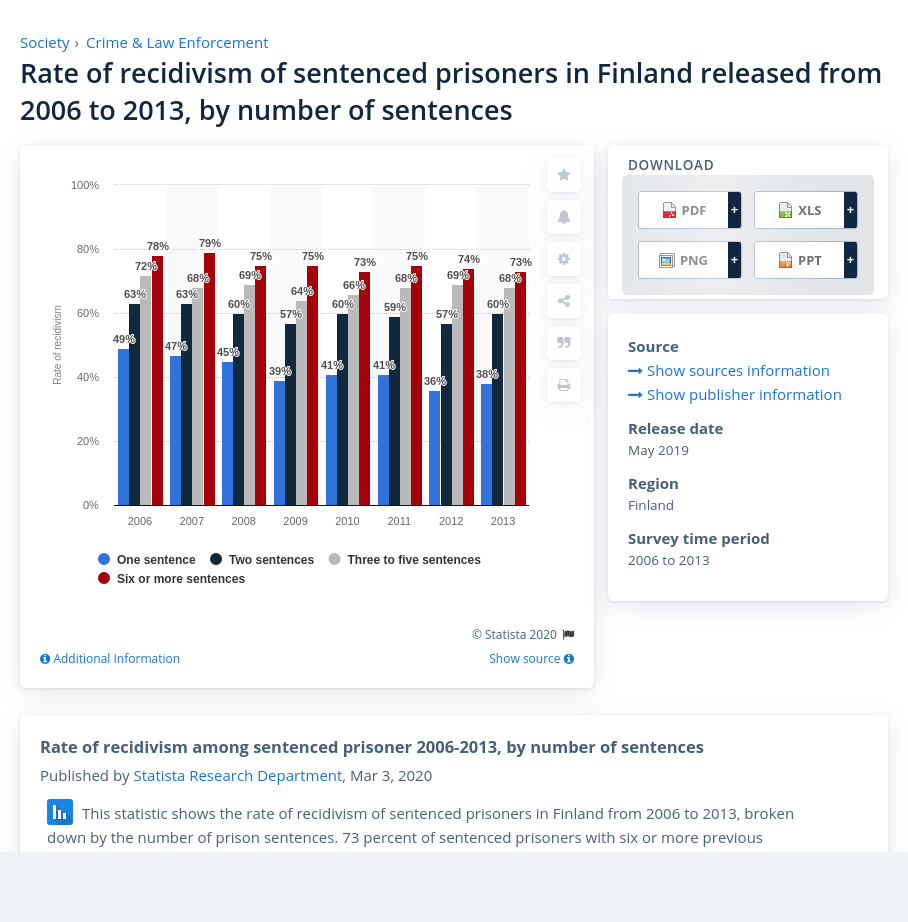 Society › Crime & Law Enforcement
Rate of recidivism of sentenced prisoners in Finland released from
2006 to 2013, by number of sentences
100%
80%
60%
40%
20%
0%
Rate of recidivism
49%
63%
72%
78%
47%
63%
68%
79%
45%
60%
69%
75%
39%
57%
64%
75%
41%
60%
66%
73%
41%
59%
68%
75%
36%
57%
69%
74%
38%
60%
68%
73%
2006 2007 2008 2009 2010 2011 2012 2013
One sentence Two sentences Three to five sentences
Six or more sentences
© Statista 2020
Additional Information Show source
DOWNLOAD
PDF + XLS +
PNG + PPT +
Source
Show sources information
Show publisher information
Release date
May 2019
Region
Finland
Survey time period
2006 to 2013
Rate of recidivism among sentenced prisoner 2006-2013, by number of sentences
Published by Statista Research Department, Mar 3, 2020
This statistic shows the rate of recidivism of sentenced prisoners in Finland from 2006 to 2013, broken
down by the number of prison sentences. 73 percent of sentenced prisoners with six or more previous